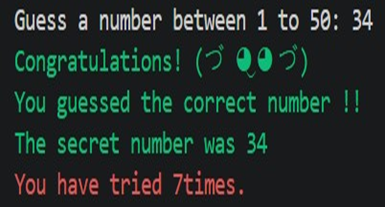 Guess a number between 1 to 50: 34
Congratulations! (づ ◕‿◕ づ)
You guessed the correct number !!
The secret number was 34
You have tried 7times.